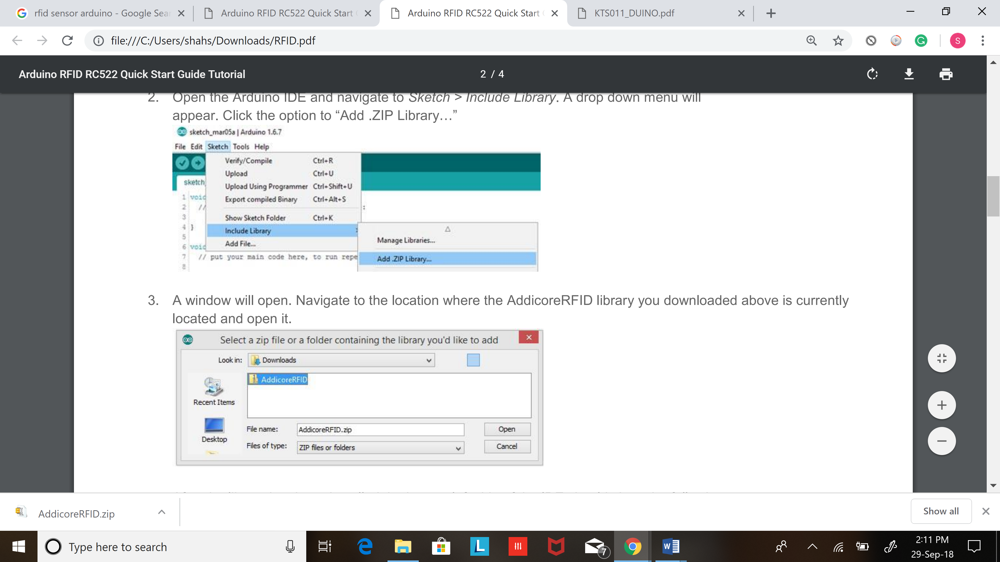 rfid sensor arduino - Google Sear
Arduino RFID RC522 Quick Start
Arduino RFID RC522 Quick Start
KTS011_DUINO.pdf
file:///C:/Users/shahs/Downloads/RFID.pdf
S
Arduino RFID RC522 Quick Start Guide Tutorial
2 / 4
2. Open the Arduino IDE and navigate to Sketch > Include Library. A drop down menu will
appear. Click the option to “Add .ZIP Library…”
sketch_mar05a | Arduino 1.6.7
File Edit Sketch Tools Help
Verify/Compile Ctrl+R
Upload Ctrl+U
sketch
Upload Using Programmer Ctrl+Shift+U
1 void
Export compiled Binary Ctrl+Alt+S
2 //
3
Show Sketch Folder Ctrl+K
4 }
Include Library
5
Manage Libraries...
6 void
Add File...
7 // put your main code here, to run repe
Add .ZIP Library...
8
3. A window will open. Navigate to the location where the AddicoreRFID library you downloaded above is currently
located and open it.
Select a zip file or a folder containing the library you'd like to add
Look in: Downloads
AddicoreRFID
Recent Items
Desktop
File name: AddicoreRFID.zip Open
Files of type: ZIP files or folders Cancel
AddicoreRFID.zip
Show all
Type here to search
7
2:11 PM
29-Sep-18